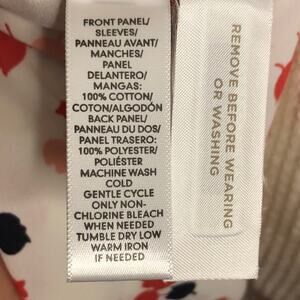 FRONT PANEL/
SLEEVES/
PANNEAU AVANT/
MANCHES/
PANEL
DELANTERO/
MANGAS:
100% COTTON/
COTON/ALGODÓN
BACK PANEL/
PANNEAU DU DOS/
PANEL TRASERO:
100% POLYESTER/
POLIÉSTER
MACHINE WASH
COLD
GENTLE CYCLE
ONLY NON-
CHLORINE BLEACH
WHEN NEEDED
TUMBLE DRY LOW
WARM IRON
IF NEEDED
REMOVE BEFORE WEARING
OR WASHING